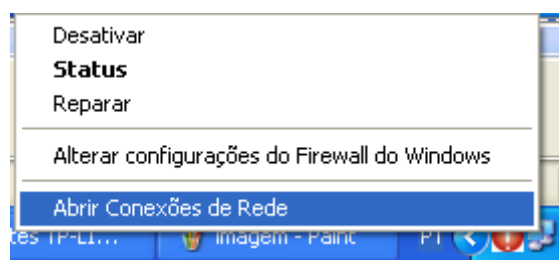 Desativar
Status
Reparar
Alterar configurações do Firewall do Windows
Abrir Conexões de Rede
Imagem - Paint
PT